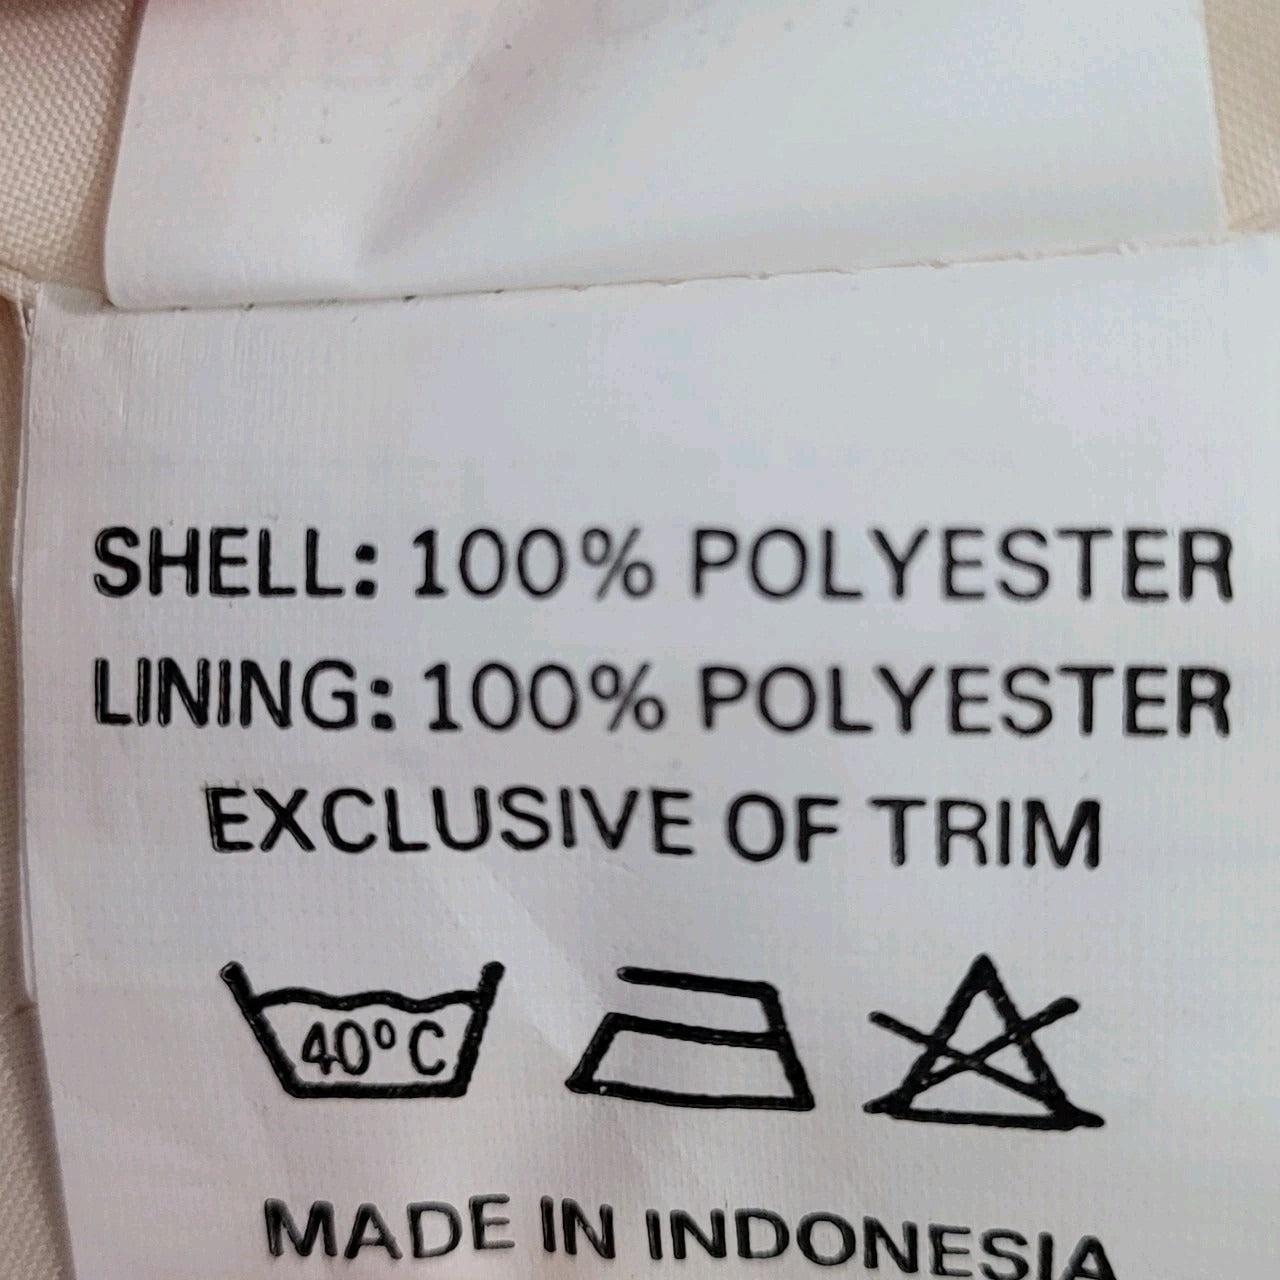 SHELL: 100% POLYESTER
LINING: 100% POLYESTER
EXCLUSIVE OF TRIM
40°C
MADE IN INDONESIA